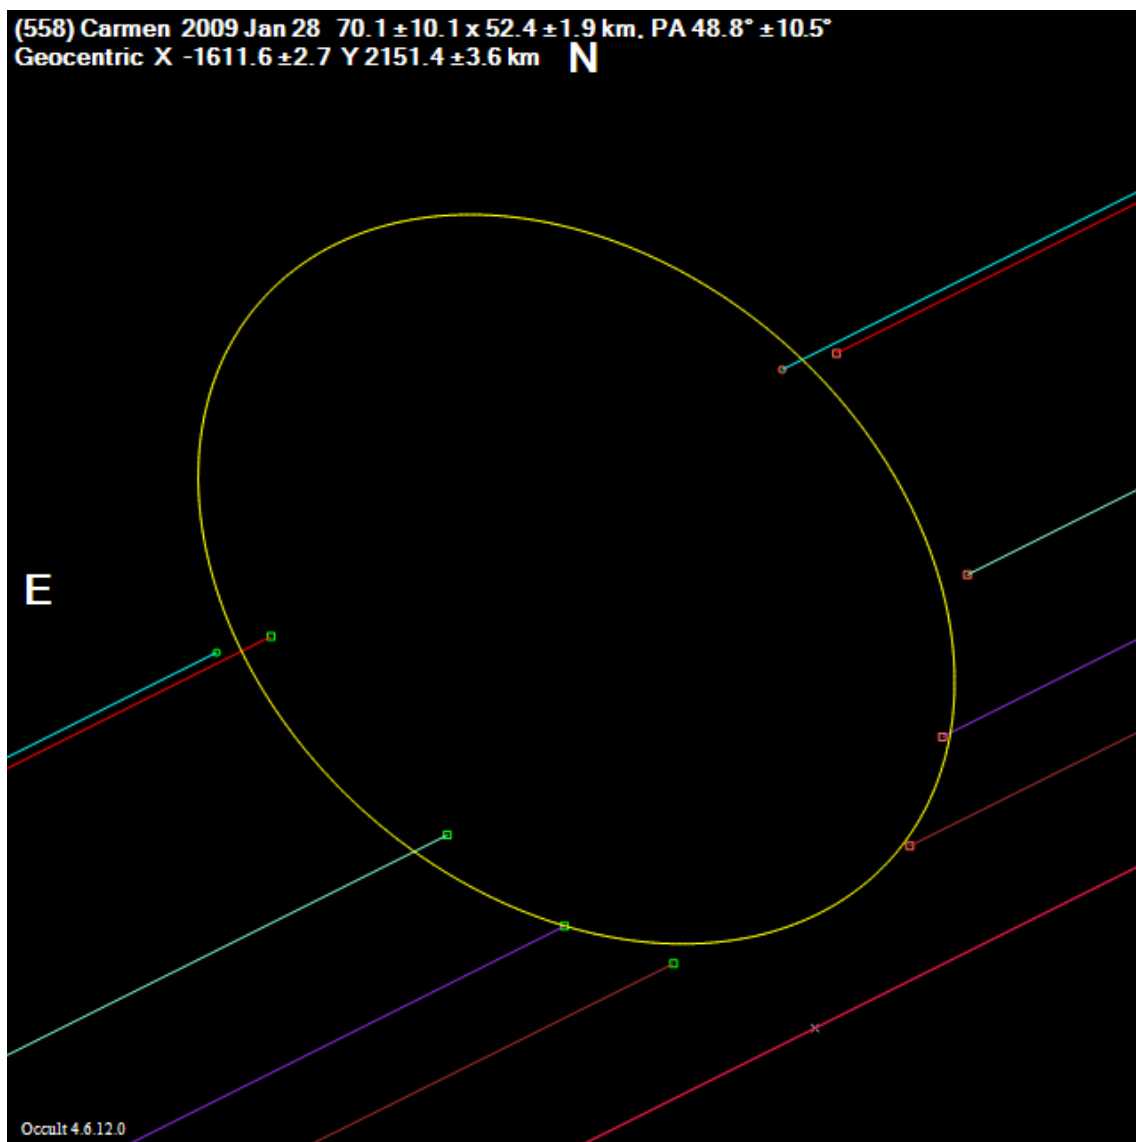 (558) Carmen 2009 Jan 28 70.1 ±10.1 x 52.4 ±1.9 km, PA 48.8° ±10.5°
Geocentric X -1611.6 ±2.7 Y 2151.4 ±3.6 km
N
E
Occult 4.6.12.0